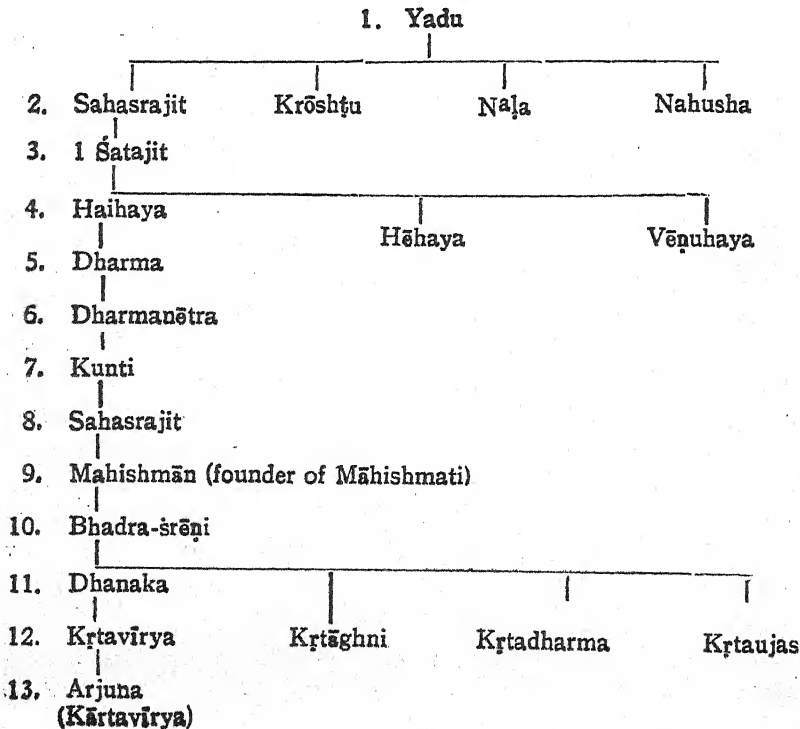 1. Yadu
2. Sahasrajit Krōshṭu Naḷa Nahusha
3. 1 Śatajit
4. Haihaya
Hēhaya Vēṇuhaya
5. Dharma
6. Dharmanētra
7. Kunti
8. Sahasrajit
9. Mahishmān (founder of Māhishmati)
10. Bhadra-śrēṇi
11. Dhanaka
12. Kṛtavīrya Kṛtāghni Kṛtadharma Kṛtaujas
13. Arjuna
(Kārtavīrya)